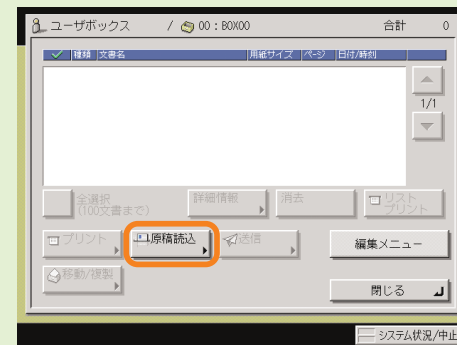 ユーザボックス / 00 : BOX00 合計 0
種類 文書名 用紙サイズ ページ 日付/時刻
1/1
全選択 詳細情報 消去 リスト
(100文書まで) プリント
プリント 原稿読込 送信 編集メニュー
移動/複製 閉じる
システム状況/中止